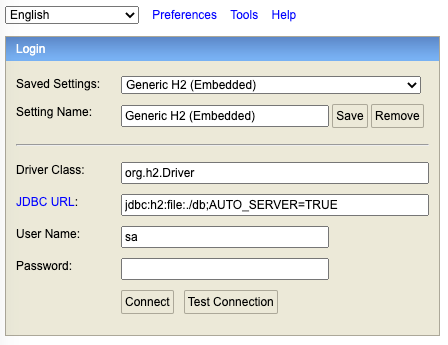 English Preferences Tools Help
Login
Saved Settings: Generic H2 (Embedded)
Setting Name: Generic H2 (Embedded) Save Remove
Driver Class: org.h2.Driver
JDBC URL: jdbc:h2:file:./db;AUTO_SERVER=TRUE
User Name: sa
Password:
Connect Test Connection